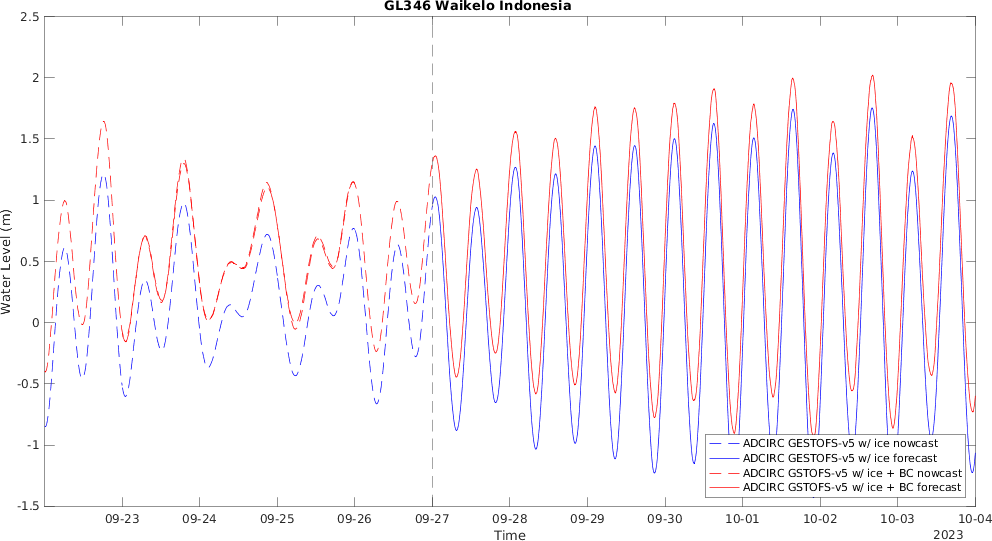 GL346 Waikelo Indonesia
2.5
2
1.5
1
0.5
0
-0.5
-1
-1.5
Water Level (m)
ADCIRC GESTOFS-v5 w/ ice nowcast
ADCIRC GESTOFS-v5 w/ ice forecast
ADCIRC GSTOFS-v5 w/ ice + BC nowcast
ADCIRC GSTOFS-v5 w/ ice + BC forecast
09-23 09-24 09-25 09-26 09-27 09-28 09-29 09-30 10-01 10-02 10-03 10-04
Time
2023